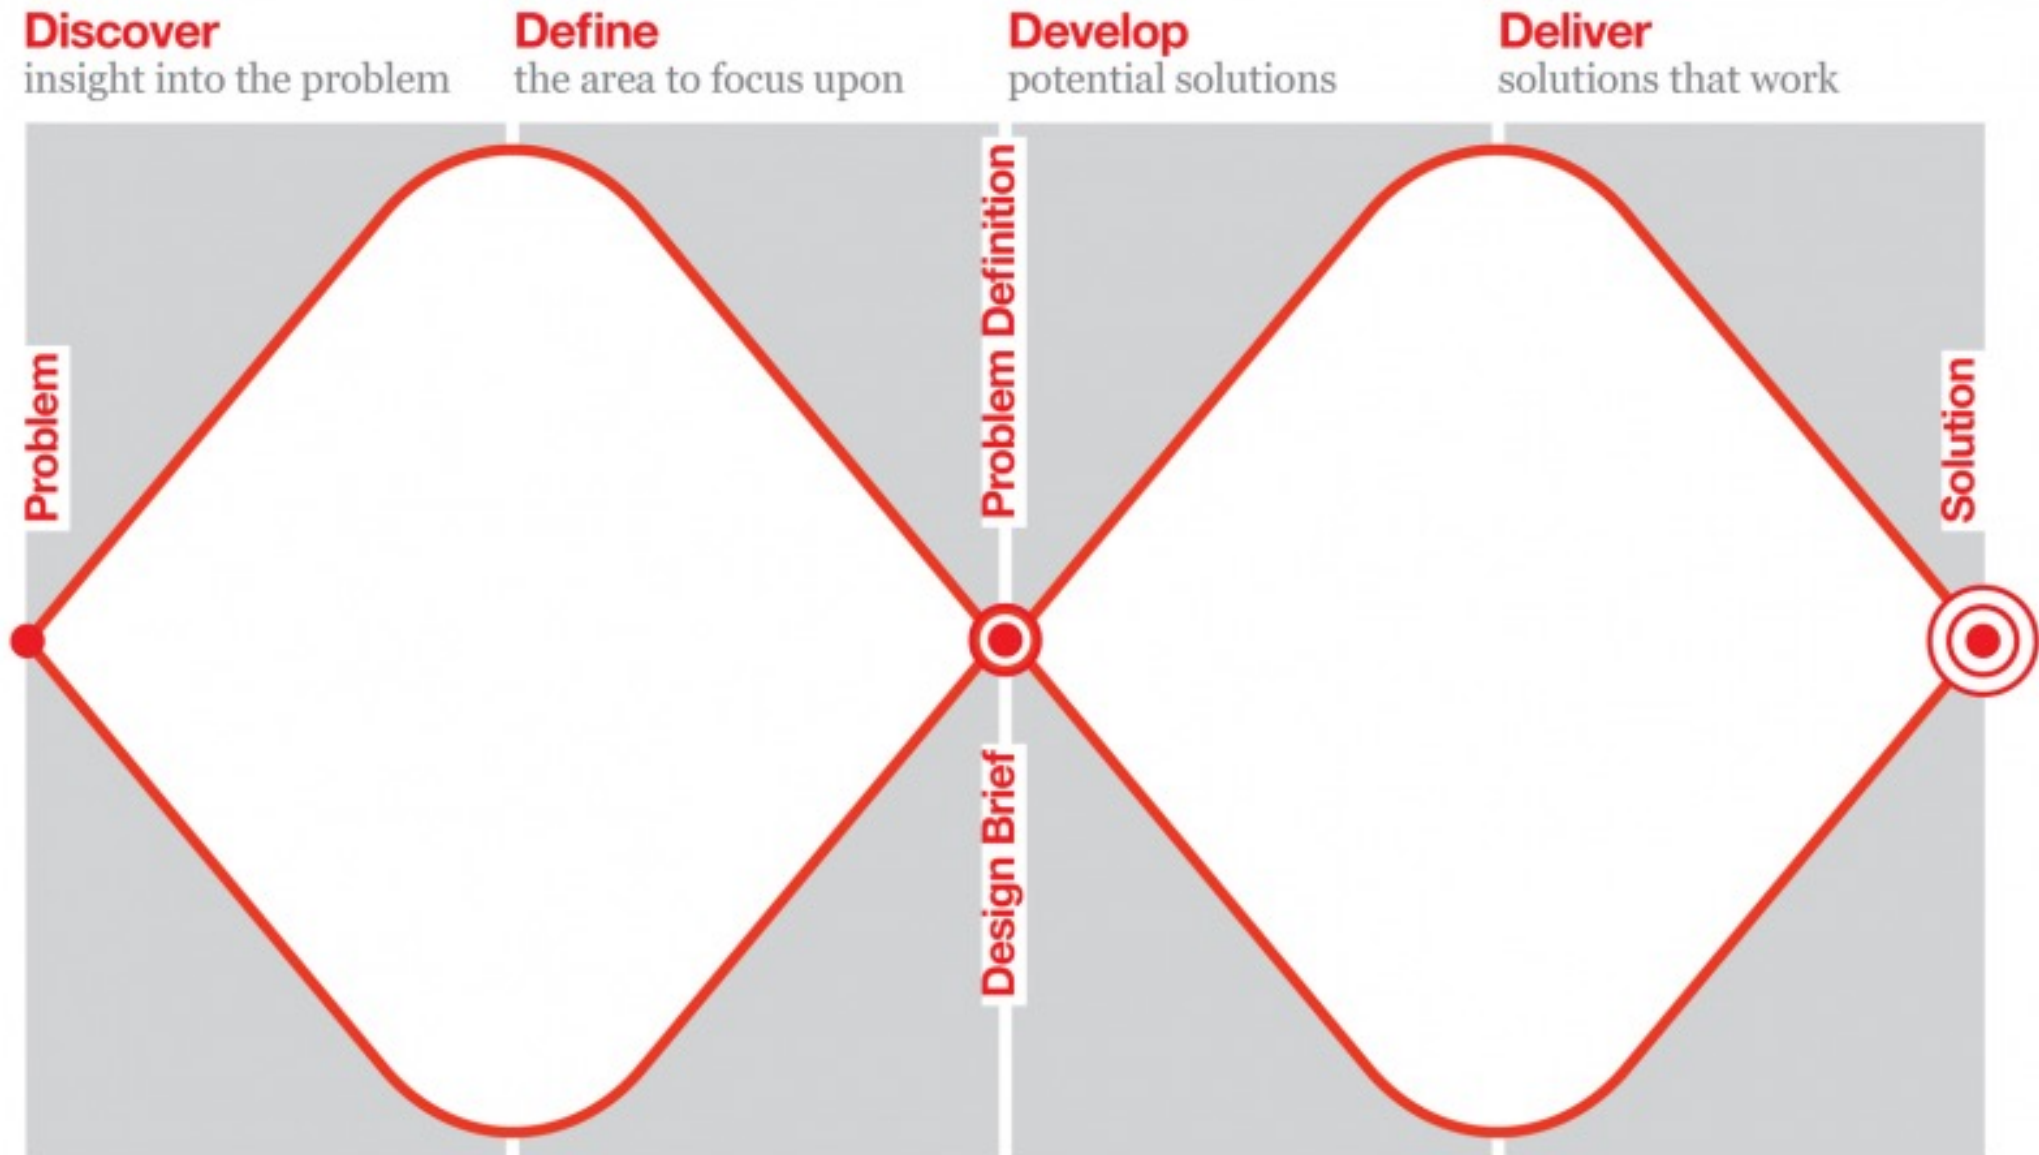 Discover
insight into the problem
Define
the area to focus upon
Develop
potential solutions
Deliver
solutions that work
Problem
Problem Definition
Design Brief
Solution